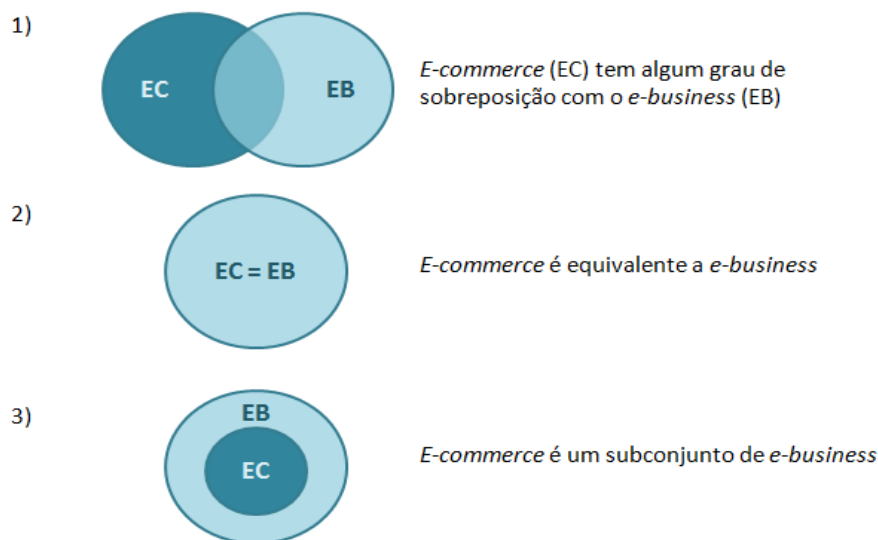 1)
EC
EB
E-commerce (EC) tem algum grau de
sobreposição com o e-business (EB)
2)
EC = EB
E-commerce é equivalente a e-business
3)
EB
EC
E-commerce é um subconjunto de e-business